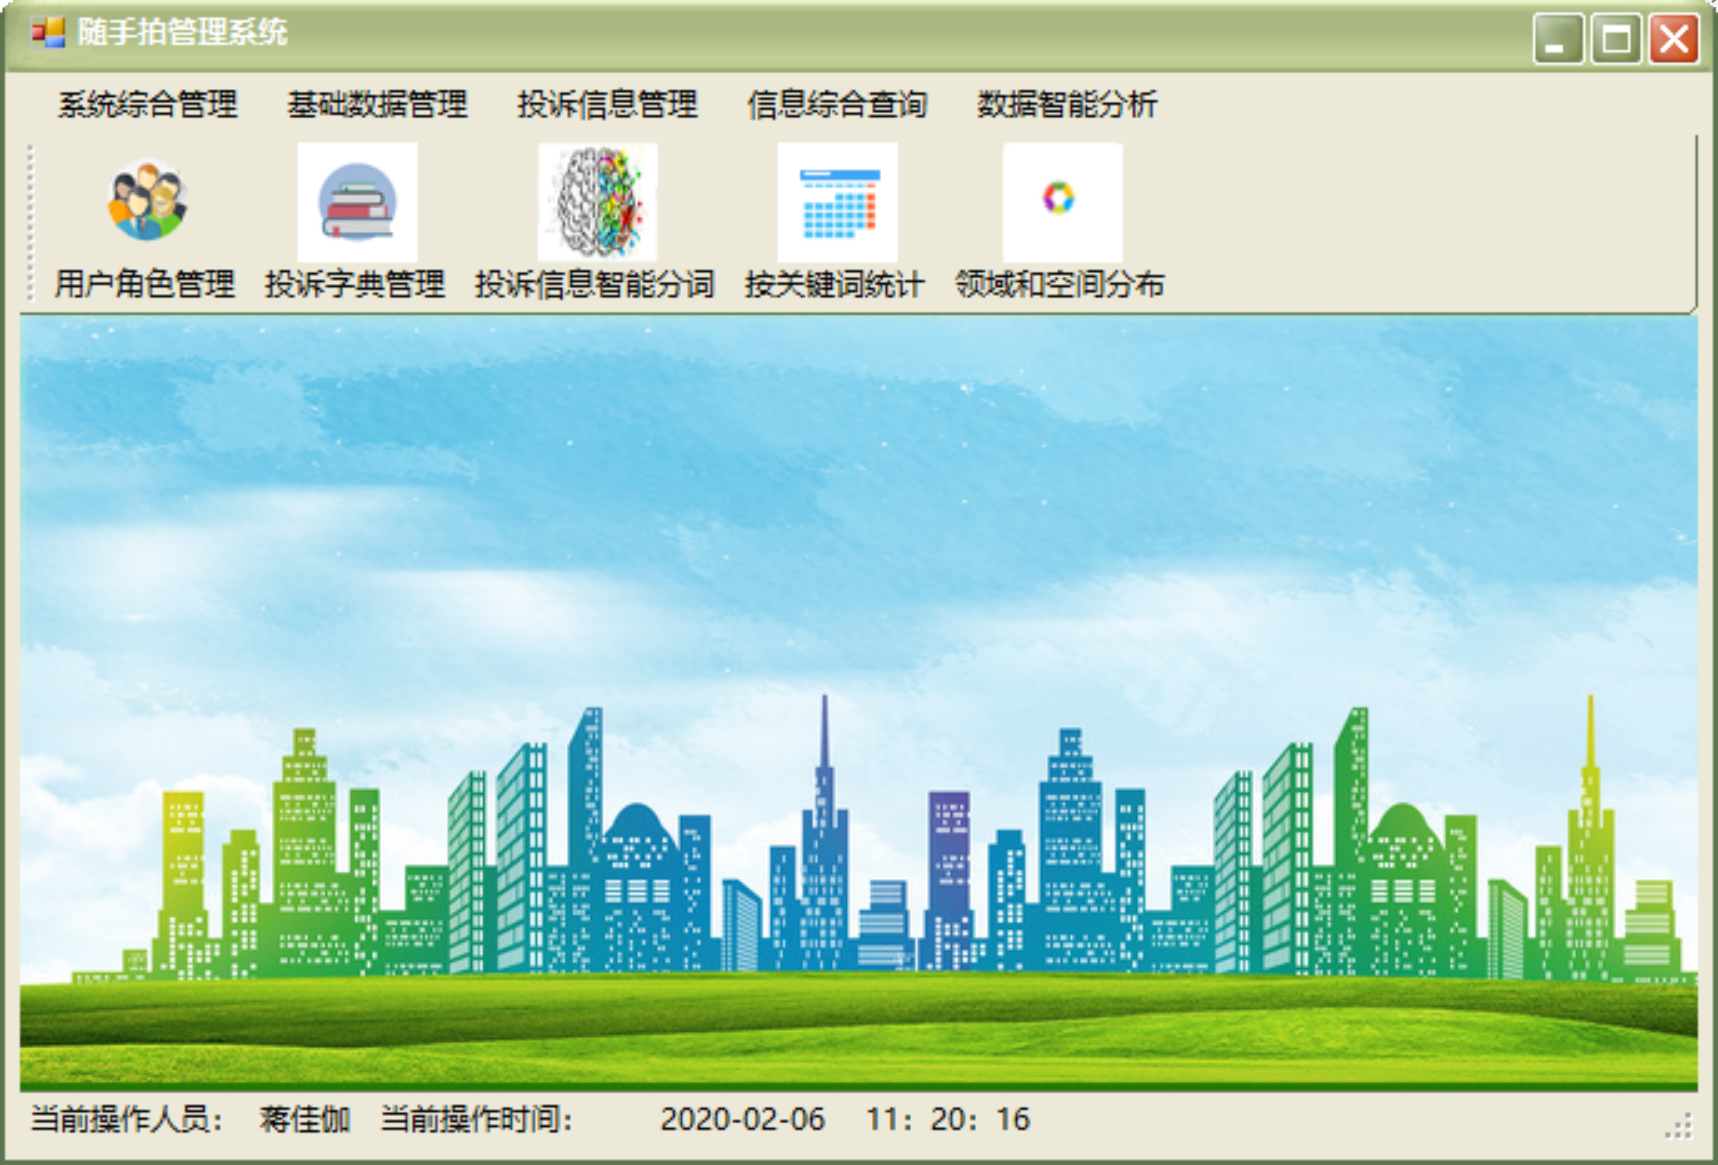 随手拍管理系统
系统综合管理 基础数据管理 投诉信息管理 信息综合查询 数据智能分析
用户角色管理 投诉字典管理 投诉信息智能分词 按关键词统计 领域和空间分布
当前操作人员： 蒋佳伽 当前操作时间： 2020-02-06 11：20：16